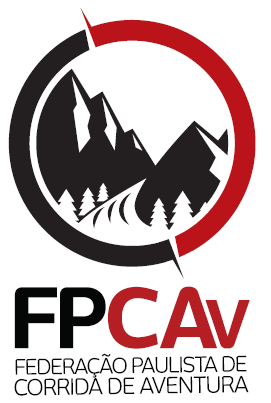 FPCAv
FEDERAÇÃO PAULISTA DE
CORRIDA DE AVENTURA